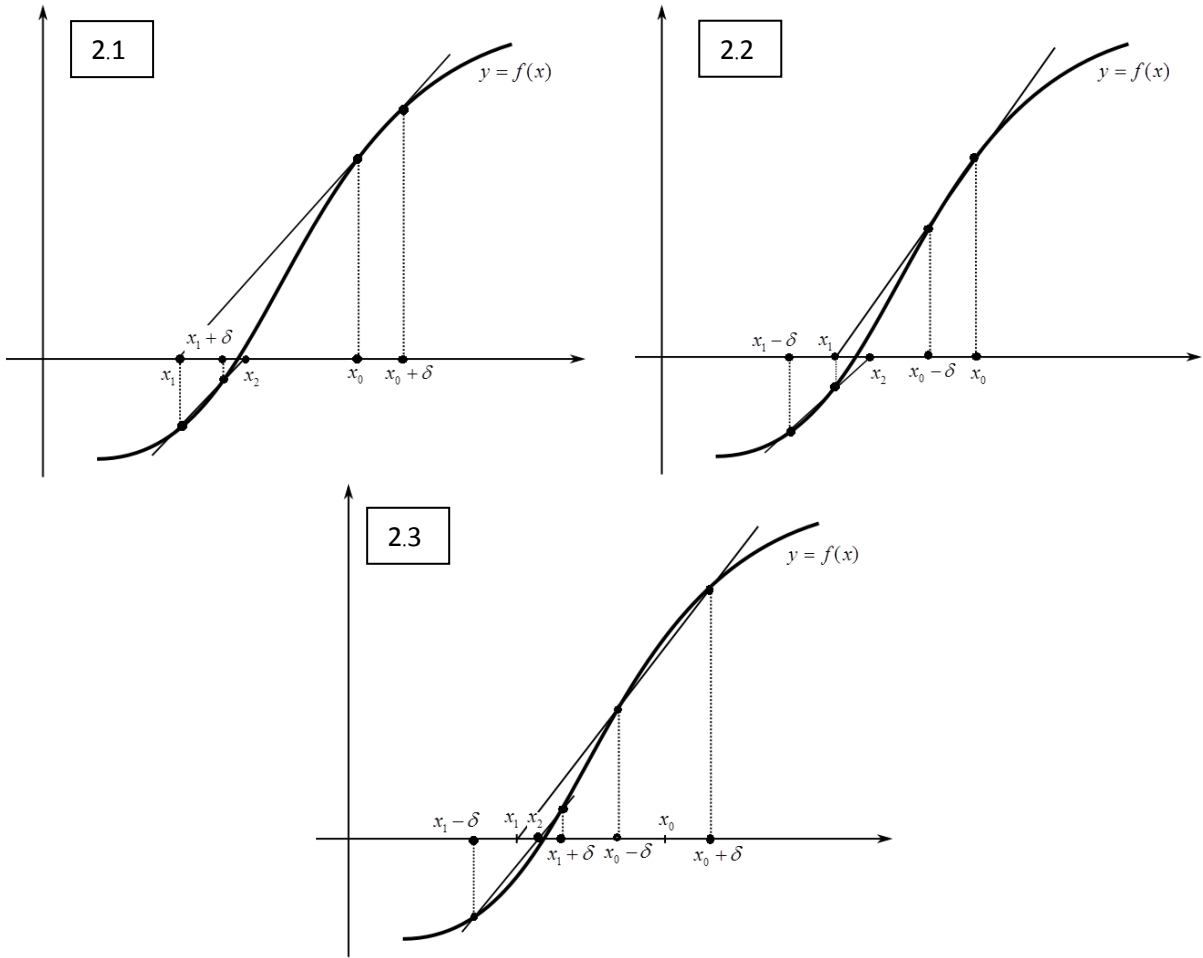 2.1
y = f(x)
x₁ + δ
x₁
x₂
x₀
x₀ + δ
2.2
y = f(x)
x₁ − δ
x₁
x₂
x₀ − δ
x₀
2.3
y = f(x)
x₁ − δ
x₁
x₂
x₀
x₁ + δ
x₀ − δ
x₀ + δ